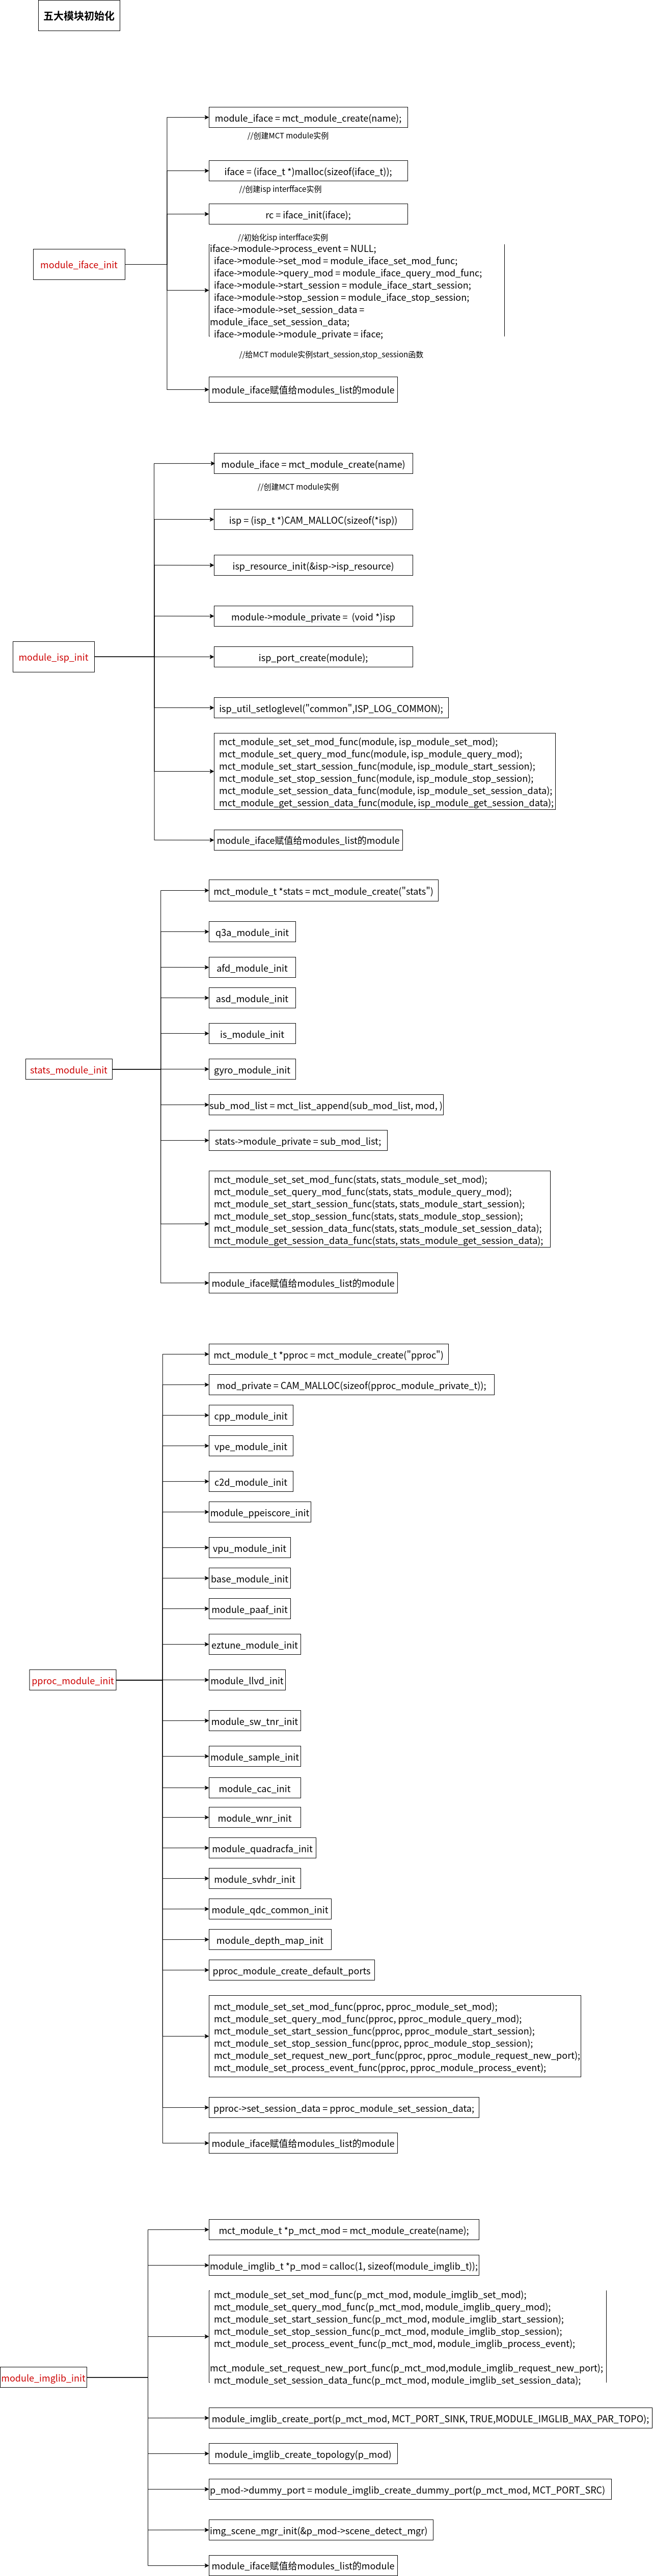 五大模块初始化
module_iface = mct_module_create(name);
//创建MCT module实例
iface = (iface_t *)malloc(sizeof(iface_t));
//创建isp interfface实例
rc = iface_init(iface);
//初始化isp interfface实例
module_iface_init
iface->module->process_event = NULL;
iface->module->set_mod = module_iface_set_mod_func;
iface->module->query_mod = module_iface_query_mod_func;
iface->module->start_session = module_iface_start_session;
iface->module->stop_session = module_iface_stop_session;
iface->module->set_session_data =
module_iface_set_session_data;
iface->module->module_private = iface;
//给MCT module实例start_session,stop_session函数
module_iface赋值给modules_list的module
module_iface = mct_module_create(name)
//创建MCT module实例
isp = (isp_t *)CAM_MALLOC(sizeof(*isp))
isp_resource_init(&isp->isp_resource)
module->module_private = (void *)isp
module_isp_init
isp_port_create(module);
isp_util_setloglevel("common",ISP_LOG_COMMON);
mct_module_set_set_mod_func(module, isp_module_set_mod);
mct_module_set_query_mod_func(module, isp_module_query_mod);
mct_module_set_start_session_func(module, isp_module_start_session);
mct_module_set_stop_session_func(module, isp_module_stop_session);
mct_module_set_session_data_func(module, isp_module_set_session_data);
mct_module_get_session_data_func(module, isp_module_get_session_data);
module_iface赋值给modules_list的module
mct_module_t *stats = mct_module_create("stats")
q3a_module_init
afd_module_init
asd_module_init
is_module_init
stats_module_init
gyro_module_init
sub_mod_list = mct_list_append(sub_mod_list, mod, )
stats->module_private = sub_mod_list;
mct_module_set_set_mod_func(stats, stats_module_set_mod);
mct_module_set_query_mod_func(stats, stats_module_query_mod);
mct_module_set_start_session_func(stats, stats_module_start_session);
mct_module_set_stop_session_func(stats, stats_module_stop_session);
mct_module_set_session_data_func(stats, stats_module_set_session_data);
mct_module_get_session_data_func(stats, stats_module_get_session_data);
module_iface赋值给modules_list的module
mct_module_t *pproc = mct_module_create("pproc")
mod_private = CAM_MALLOC(sizeof(pproc_module_private_t));
cpp_module_init
vpe_module_init
c2d_module_init
module_ppeiscore_init
vpu_module_init
base_module_init
module_paaf_init
eztune_module_init
pproc_module_init
module_llvd_init
module_sw_tnr_init
module_sample_init
module_cac_init
module_wnr_init
module_quadracfa_init
module_svhdr_init
module_qdc_common_init
module_depth_map_init
pproc_module_create_default_ports
mct_module_set_set_mod_func(pproc, pproc_module_set_mod);
mct_module_set_query_mod_func(pproc, pproc_module_query_mod);
mct_module_set_start_session_func(pproc, pproc_module_start_session);
mct_module_set_stop_session_func(pproc, pproc_module_stop_session);
mct_module_set_request_new_port_func(pproc, pproc_module_request_new_port);
mct_module_set_process_event_func(pproc, pproc_module_process_event);
pproc->set_session_data = pproc_module_set_session_data;
module_iface赋值给modules_list的module
mct_module_t *p_mct_mod = mct_module_create(name);
module_imglib_t *p_mod = calloc(1, sizeof(module_imglib_t));
mct_module_set_set_mod_func(p_mct_mod, module_imglib_set_mod);
mct_module_set_query_mod_func(p_mct_mod, module_imglib_query_mod);
mct_module_set_start_session_func(p_mct_mod, module_imglib_start_session);
mct_module_set_stop_session_func(p_mct_mod, module_imglib_stop_session);
mct_module_set_process_event_func(p_mct_mod, module_imglib_process_event);
mct_module_set_request_new_port_func(p_mct_mod,module_imglib_request_new_port);
mct_module_set_session_data_func(p_mct_mod, module_imglib_set_session_data);
module_imglib_init
module_imglib_create_port(p_mct_mod, MCT_PORT_SINK, TRUE,MODULE_IMGLIB_MAX_PAR_TOPO);
module_imglib_create_topology(p_mod)
p_mod->dummy_port = module_imglib_create_dummy_port(p_mct_mod, MCT_PORT_SRC)
img_scene_mgr_init(&p_mod->scene_detect_mgr)
module_iface赋值给modules_list的module